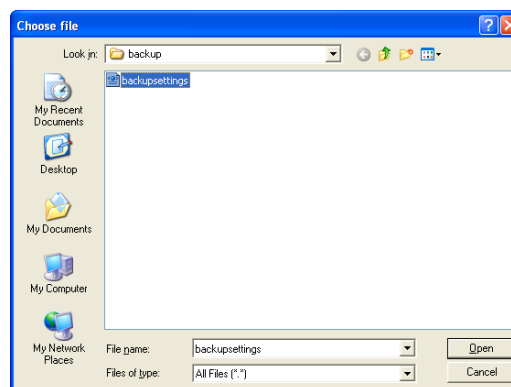 Choose file
Look in:
backup
backupsettings
My Recent
Documents
Desktop
My Documents
My Computer
My Network
Places
File name:
backupsettings
Open
Files of type:
All Files (*.*)
Cancel